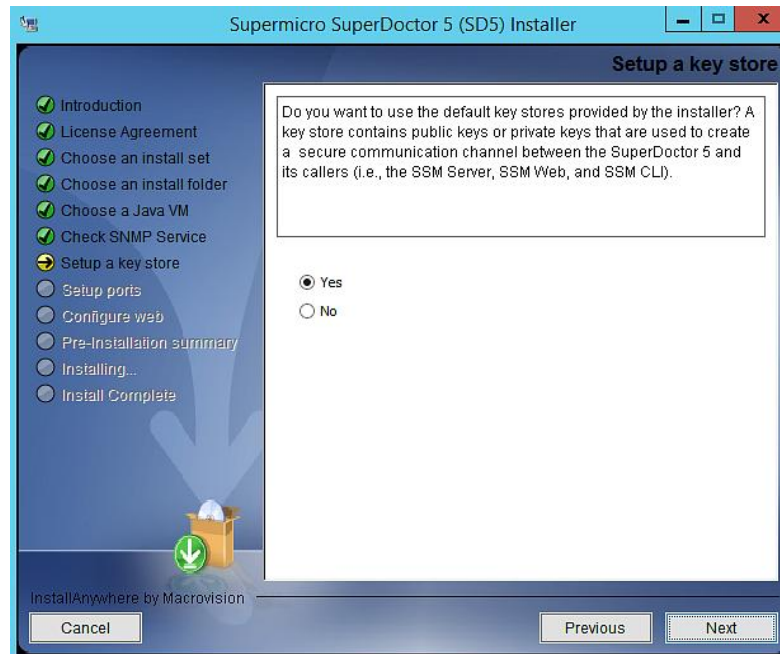 Supermicro SuperDoctor 5 (SD5) Installer
Setup a key store
Introduction
License Agreement
Choose an install set
Choose an install folder
Choose a Java VM
Check SNMP Service
Setup a key store
Setup ports
Configure web
Pre-Installation summary
Installing...
Install Complete
Do you want to use the default key stores provided by the installer? A
key store contains public keys or private keys that are used to create
a secure communication channel between the SuperDoctor 5 and
its callers (i.e., the SSM Server, SSM Web, and SSM CLI).
Yes
No
InstallAnywhere by Macrovision
Cancel
Previous
Next